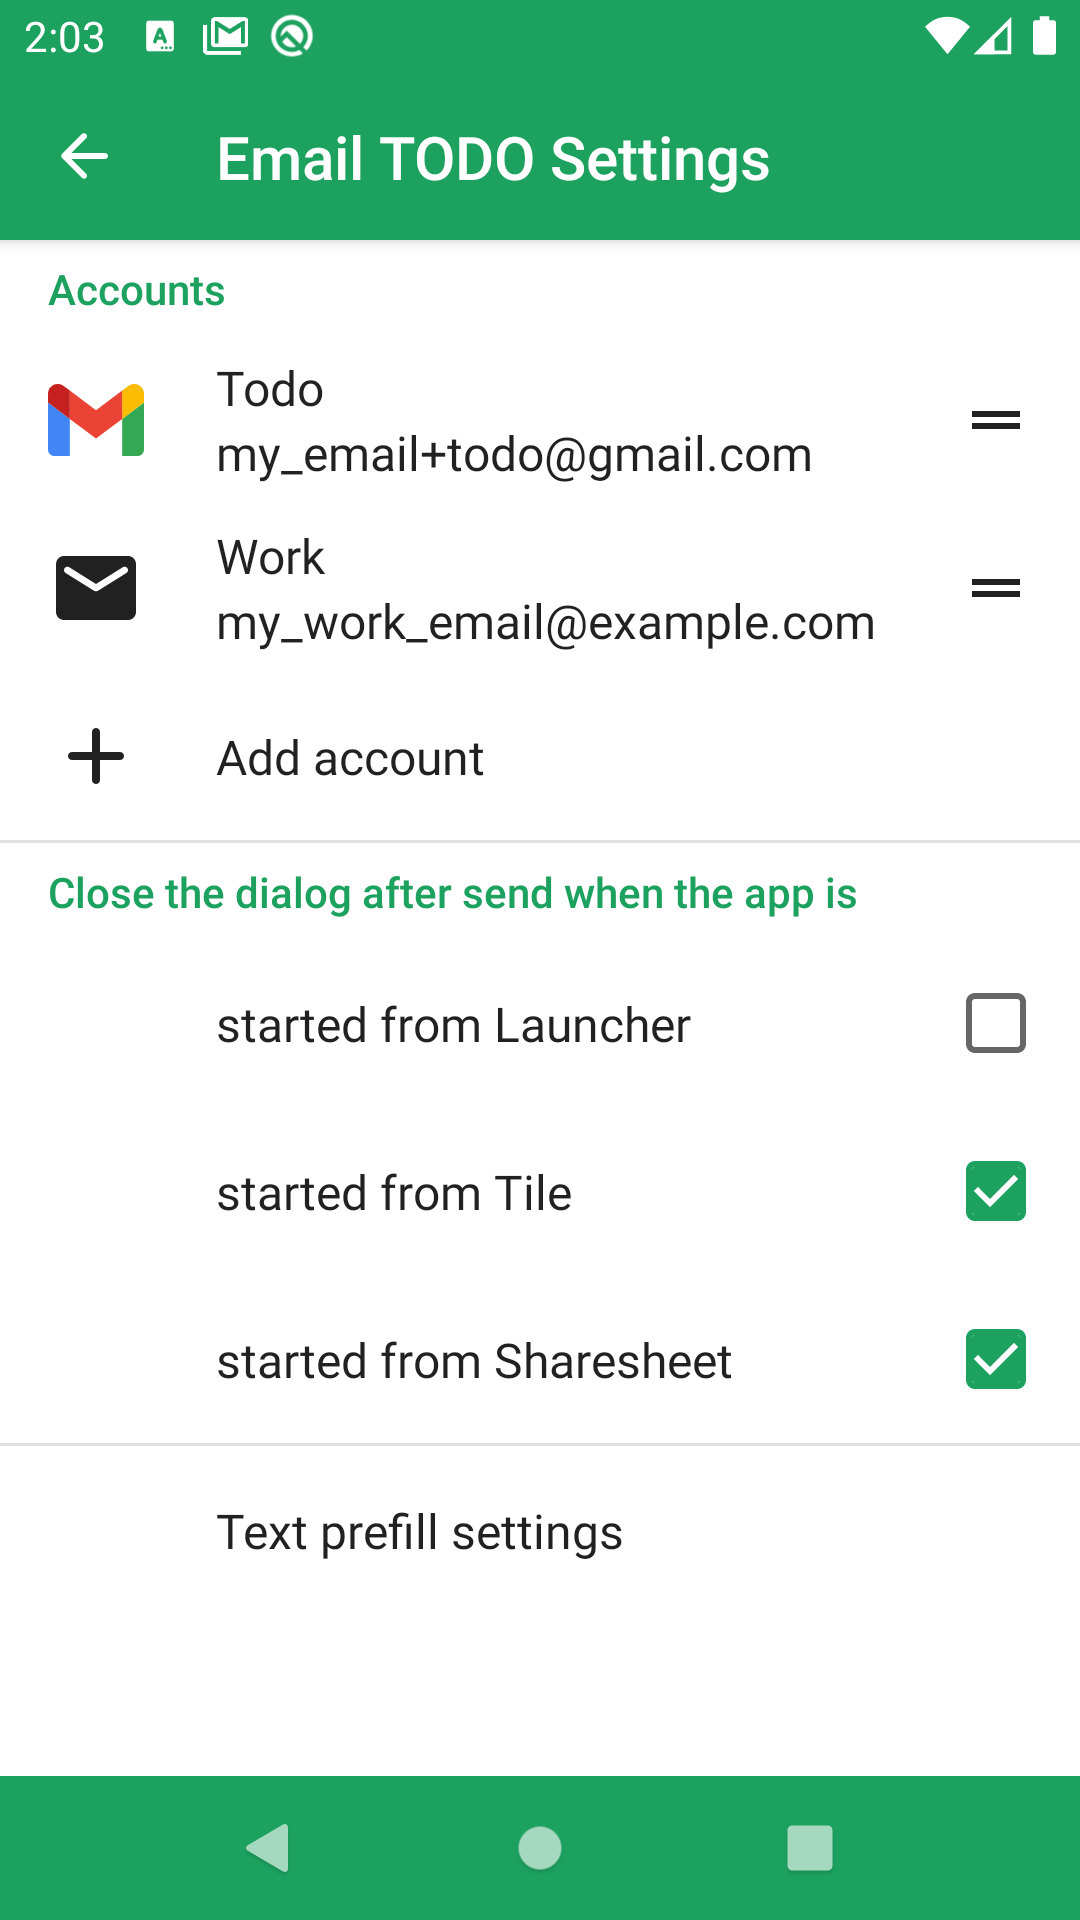 2:03
Email TODO Settings
Accounts
Todo
my_email+todo@gmail.com
Work
my_work_email@example.com
Add account
Close the dialog after send when the app is
started from Launcher
started from Tile
started from Sharesheet
Text prefill settings